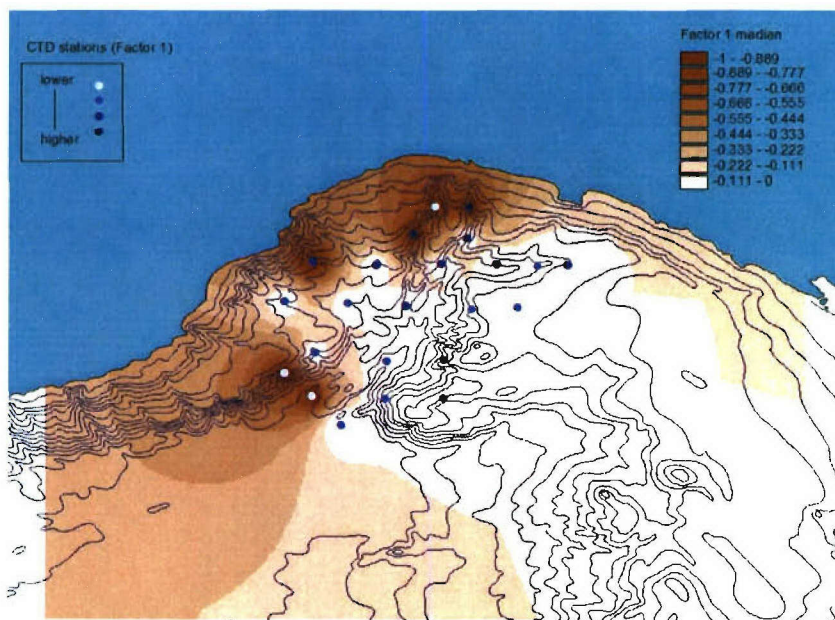 CTD stations (Factor 1)
lower
higher
Factor 1 median
-1 - -0.889
-0.889 - -0.777
-0.777 - -0.666
-0.666 - -0.555
-0.555 - -0.444
-0.444 - -0.333
-0.333 - -0.222
-0.222 - -0.111
-0.111 - 0